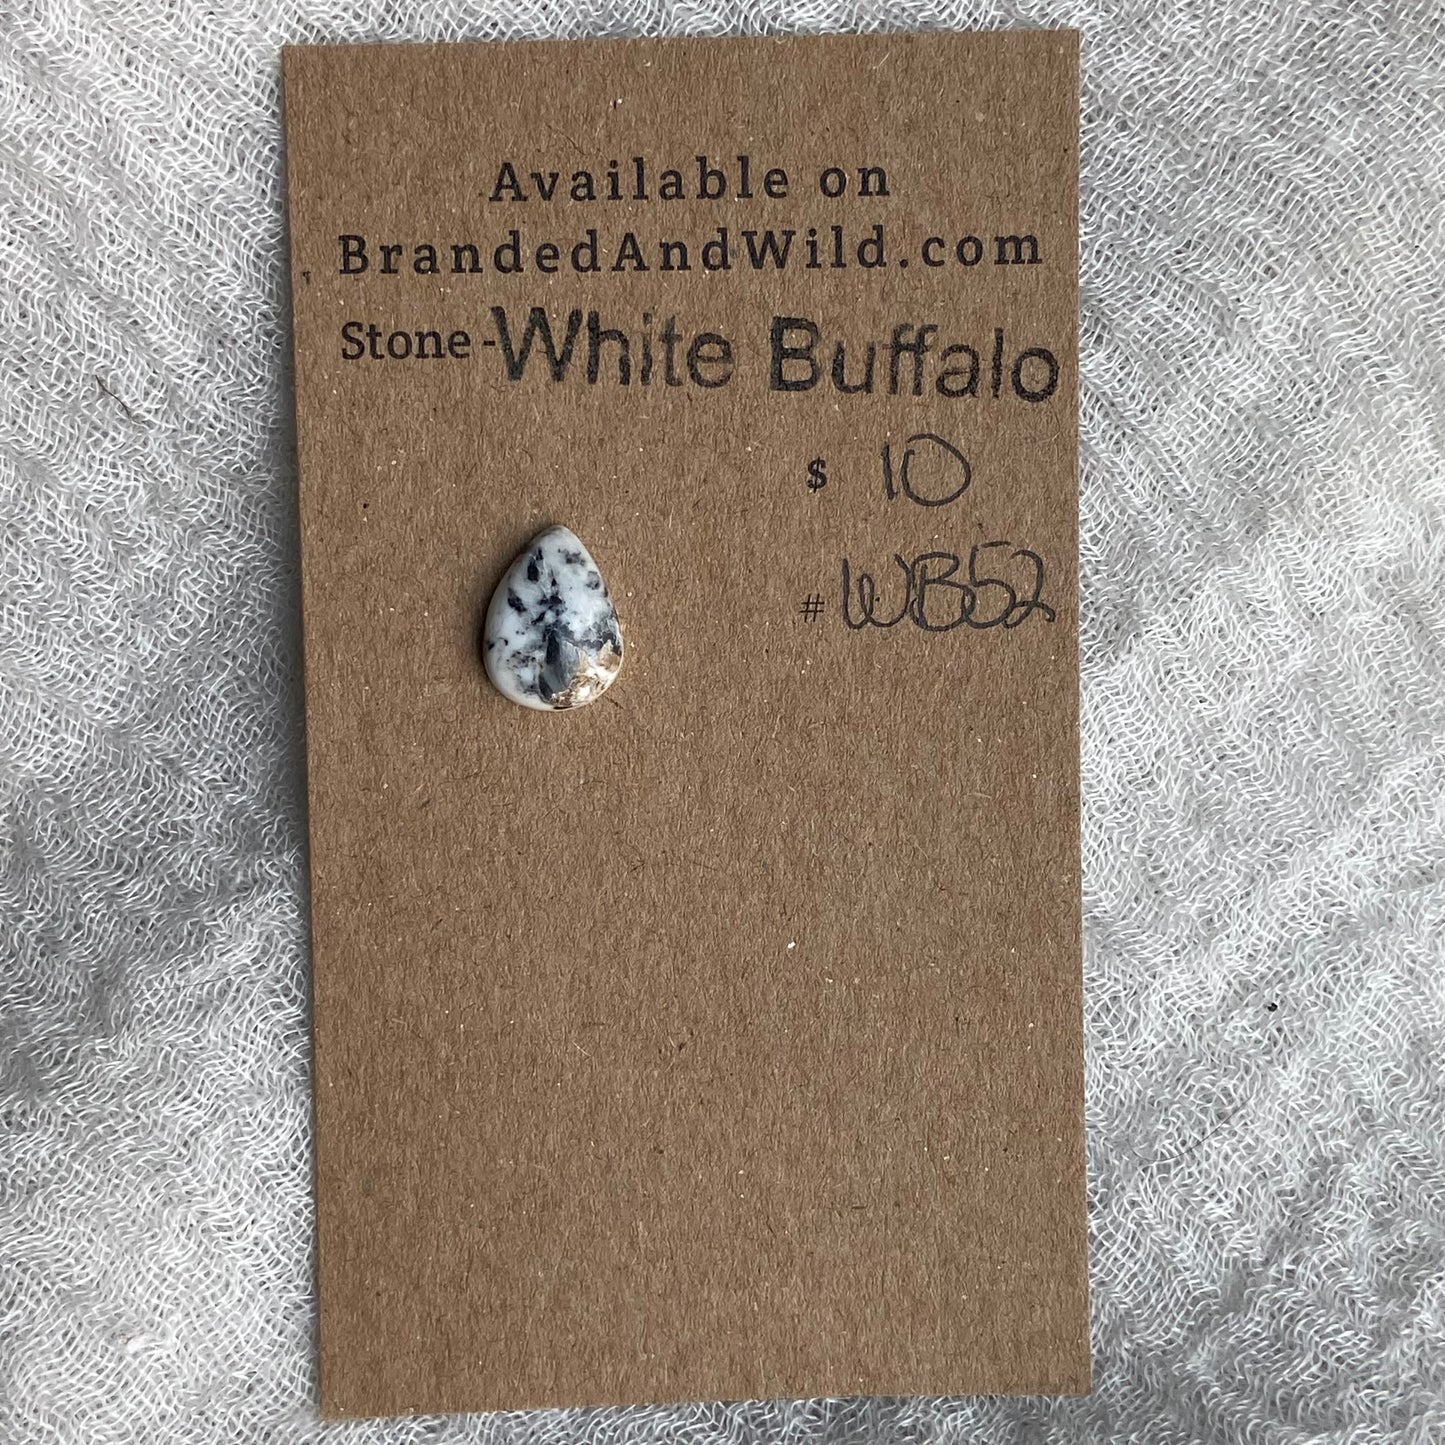 Available on
BrandedAndWild.com
Stone - White Buffalo
$ 10
# WB52